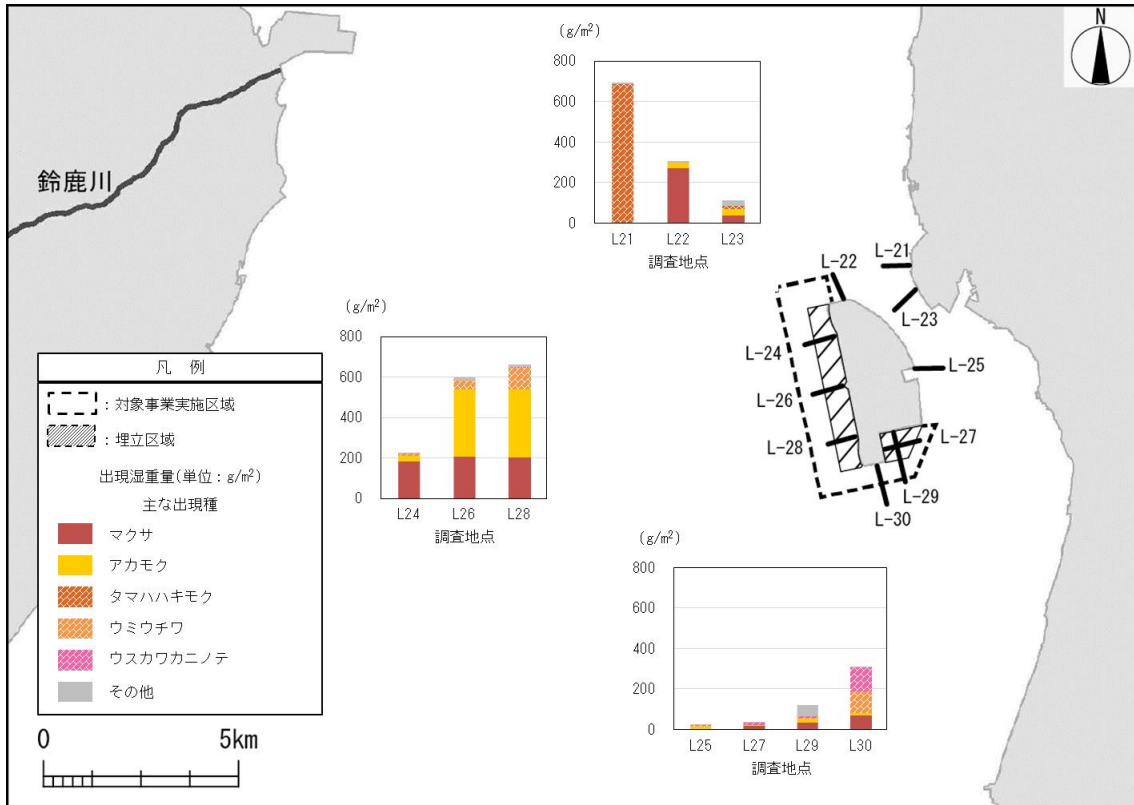 N
鈴鹿川
(g/m²)
800
600
400
200
0
L21 L22 L23
調査地点
L-21
L-22
L-23
L-24
L-25
L-26
L-27
L-28
L-29
L-30
(g/m²)
800
600
400
200
0
L24 L26 L28
調査地点
凡 例
：対象事業実施区域
：埋立区域
出現湿重量(単位：g/m²)
主な出現種
マクサ
アカモク
タマハハキモク
ウミウチワ
ウスカワカニノテ
その他
0 5km
(g/m²)
800
600
400
200
0
L25 L27 L29 L30
調査地点